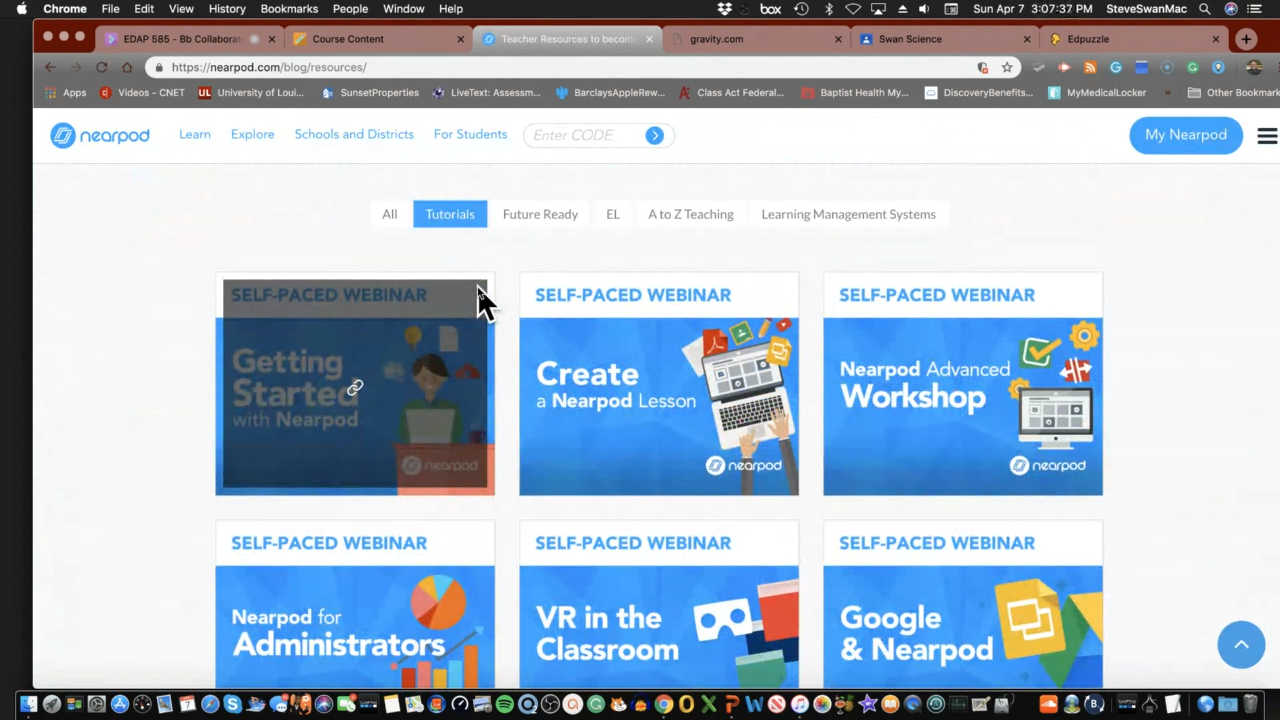 Chrome File Edit View History Bookmarks People Window Help box Sun Apr 7 3:07:37 PM SteveSwanMac
EDAP 585 - Bb Collaborat Course Content Teacher Resources to becom gravity.com Swan Science Edpuzzle
https://nearpod.com/blog/resources/
Apps Videos - CNET UL University of Loui... SunsetProperties LiveText: Assessm... BarclaysAppleRew... Class Act Federal... Baptist Health My... DiscoveryBenefits... MyMedicalLocker » Other Bookmark
nearpod Learn Explore Schools and Districts For Students Enter CODE My Nearpod
All Tutorials Future Ready EL A to Z Teaching Learning Management Systems
SELF-PACED WEBINAR
Getting
Started
with Nearpod
nearpod
SELF-PACED WEBINAR
Create
a Nearpod Lesson
nearpod
SELF-PACED WEBINAR
Nearpod Advanced
Workshop
nearpod
SELF-PACED WEBINAR
Nearpod for
Administrators
SELF-PACED WEBINAR
VR in the
Classroom
SELF-PACED WEBINAR
Google
& Nearpod